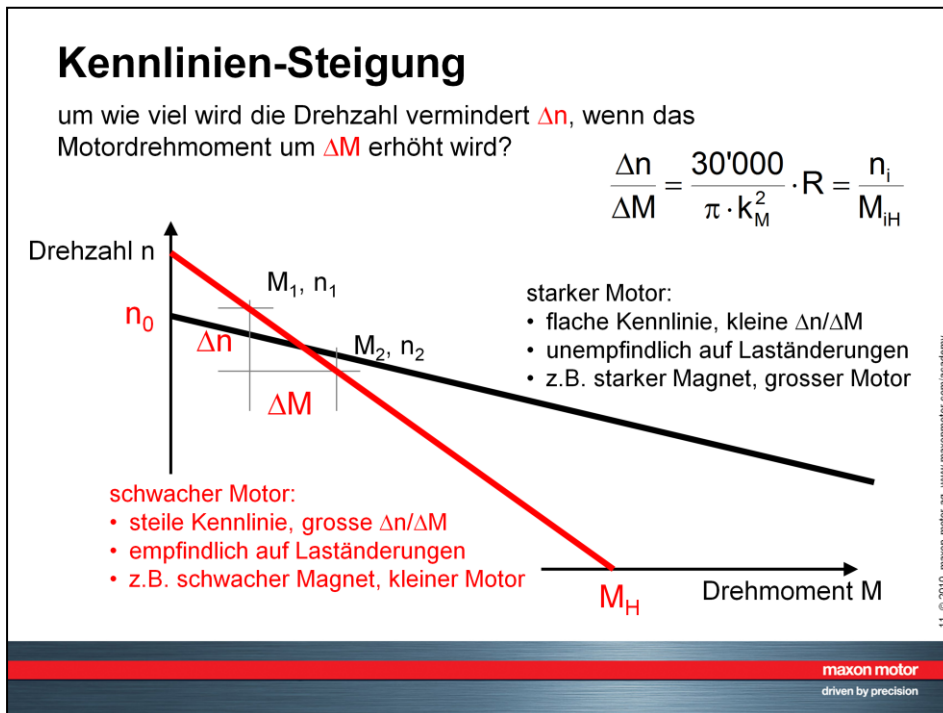 Kennlinien-Steigung
um wie viel wird die Drehzahl vermindert Δn, wenn das
Motordrehmoment um ΔM erhöht wird?
Δn/ΔM = 30'000/(π · k_M²) · R = n_i/M_iH
Drehzahl n
n₀
M₁, n₁
Δn
M₂, n₂
ΔM
starker Motor:
• flache Kennlinie, kleine Δn/ΔM
• unempfindlich auf Laständerungen
• z.B. starker Magnet, grosser Motor
schwacher Motor:
• steile Kennlinie, grosse Δn/ΔM
• empfindlich auf Laständerungen
• z.B. schwacher Magnet, kleiner Motor
M_H
Drehmoment M
maxon motor
driven by precision